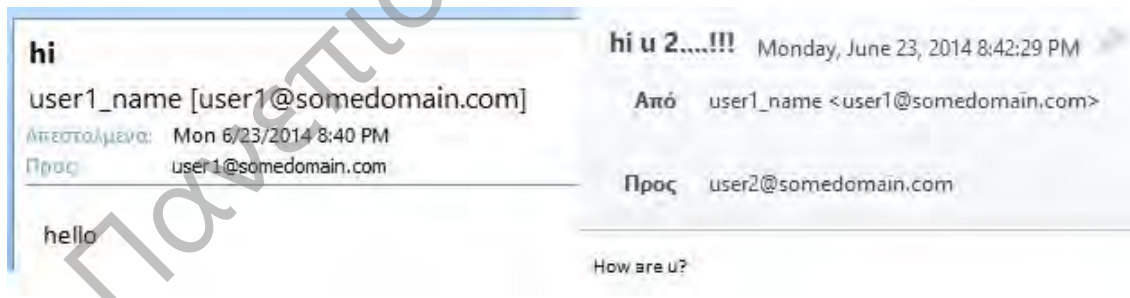 hi
user1_name [user1@somedomain.com]
Απεσταλμένα: Mon 6/23/2014 8:40 PM
Προς: user1@somedomain.com
hello
hi u 2....!!! Monday, June 23, 2014 8:42:29 PM
Από user1_name <user1@somedomain.com>
Προς user2@somedomain.com
How are u?
Πανεπισ